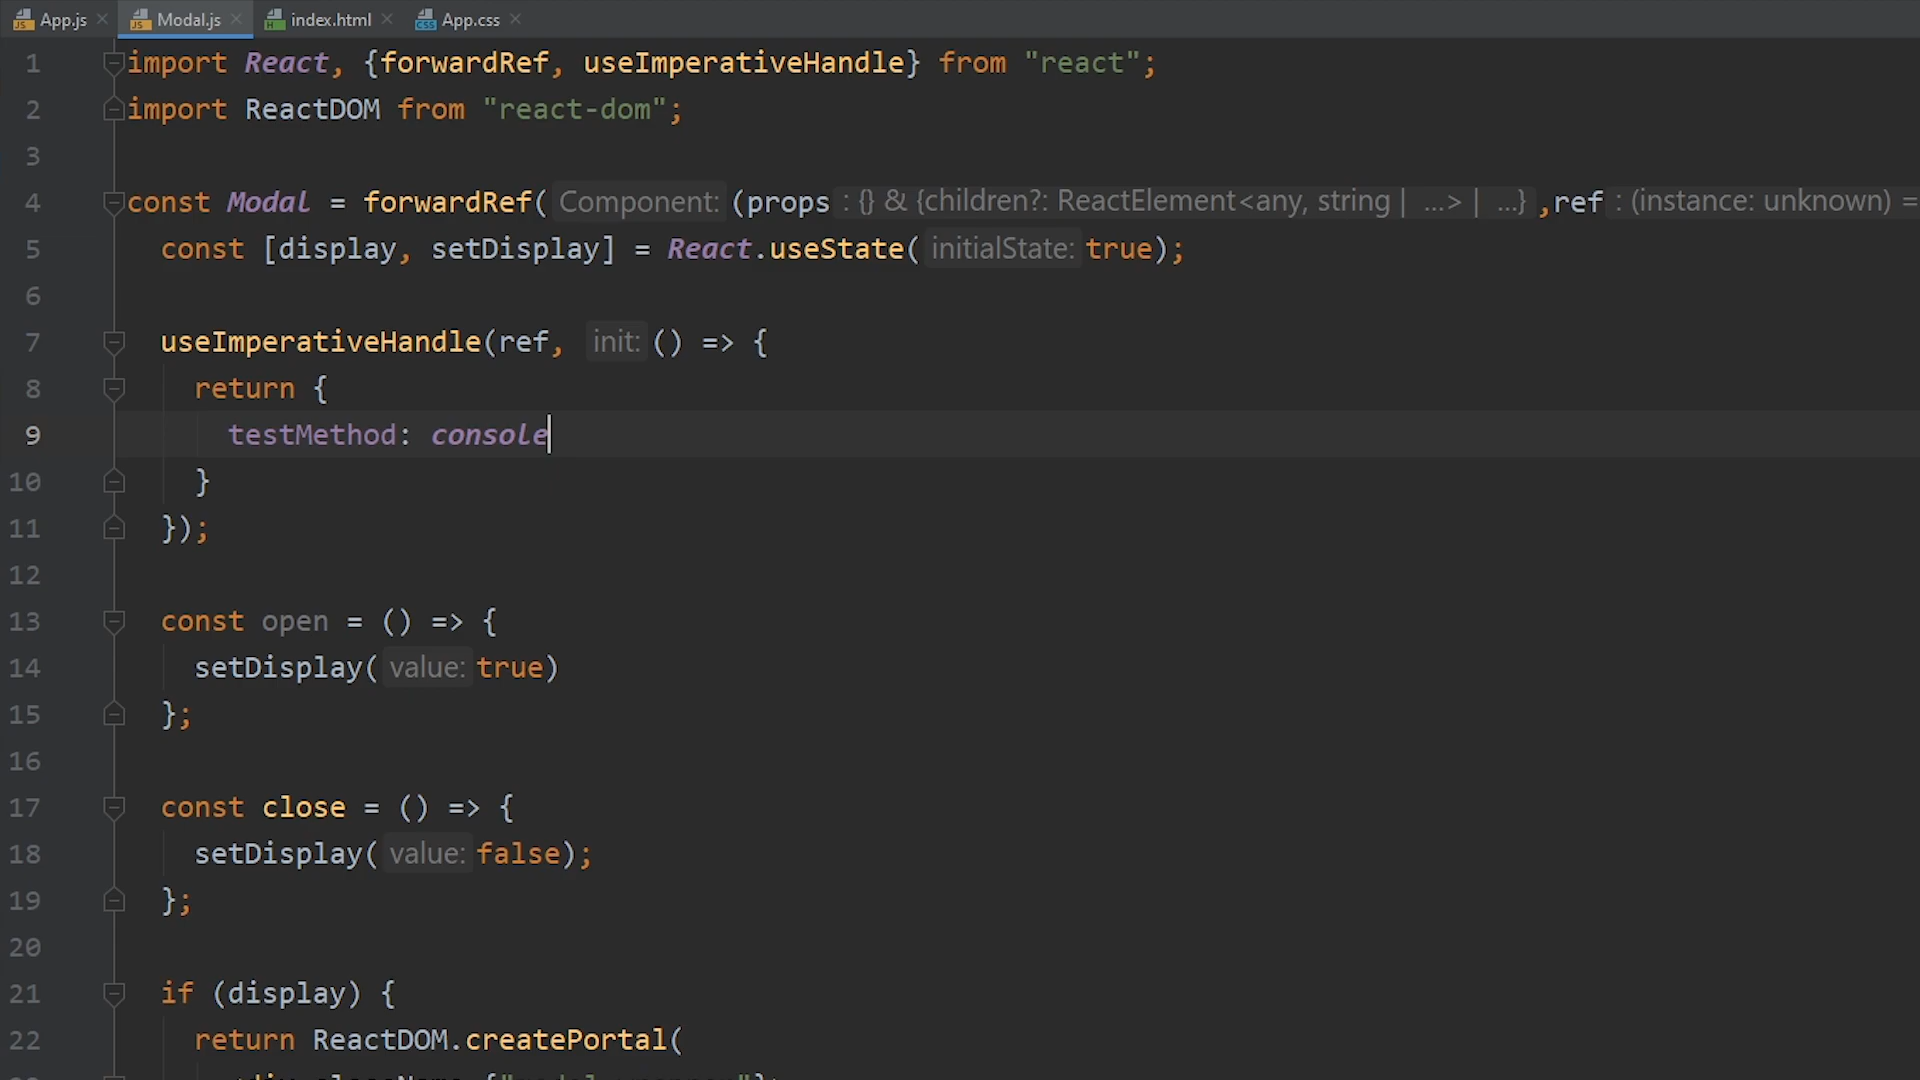 App.js Modal.js index.html App.css
1 import React, {forwardRef, useImperativeHandle} from "react";
2 import ReactDOM from "react-dom";
3
4 const Modal = forwardRef( Component: (props : {} & {children?: ReactElement<any, string | ...> | ...} ,ref : (instance: unknown) =
5 const [display, setDisplay] = React.useState( initialState: true);
6
7 useImperativeHandle(ref, init: () => {
8 return {
9 testMethod: console
10 }
11 });
12
13 const open = () => {
14 setDisplay( value: true)
15 };
16
17 const close = () => {
18 setDisplay( value: false);
19 };
20
21 if (display) {
22 return ReactDOM.createPortal(